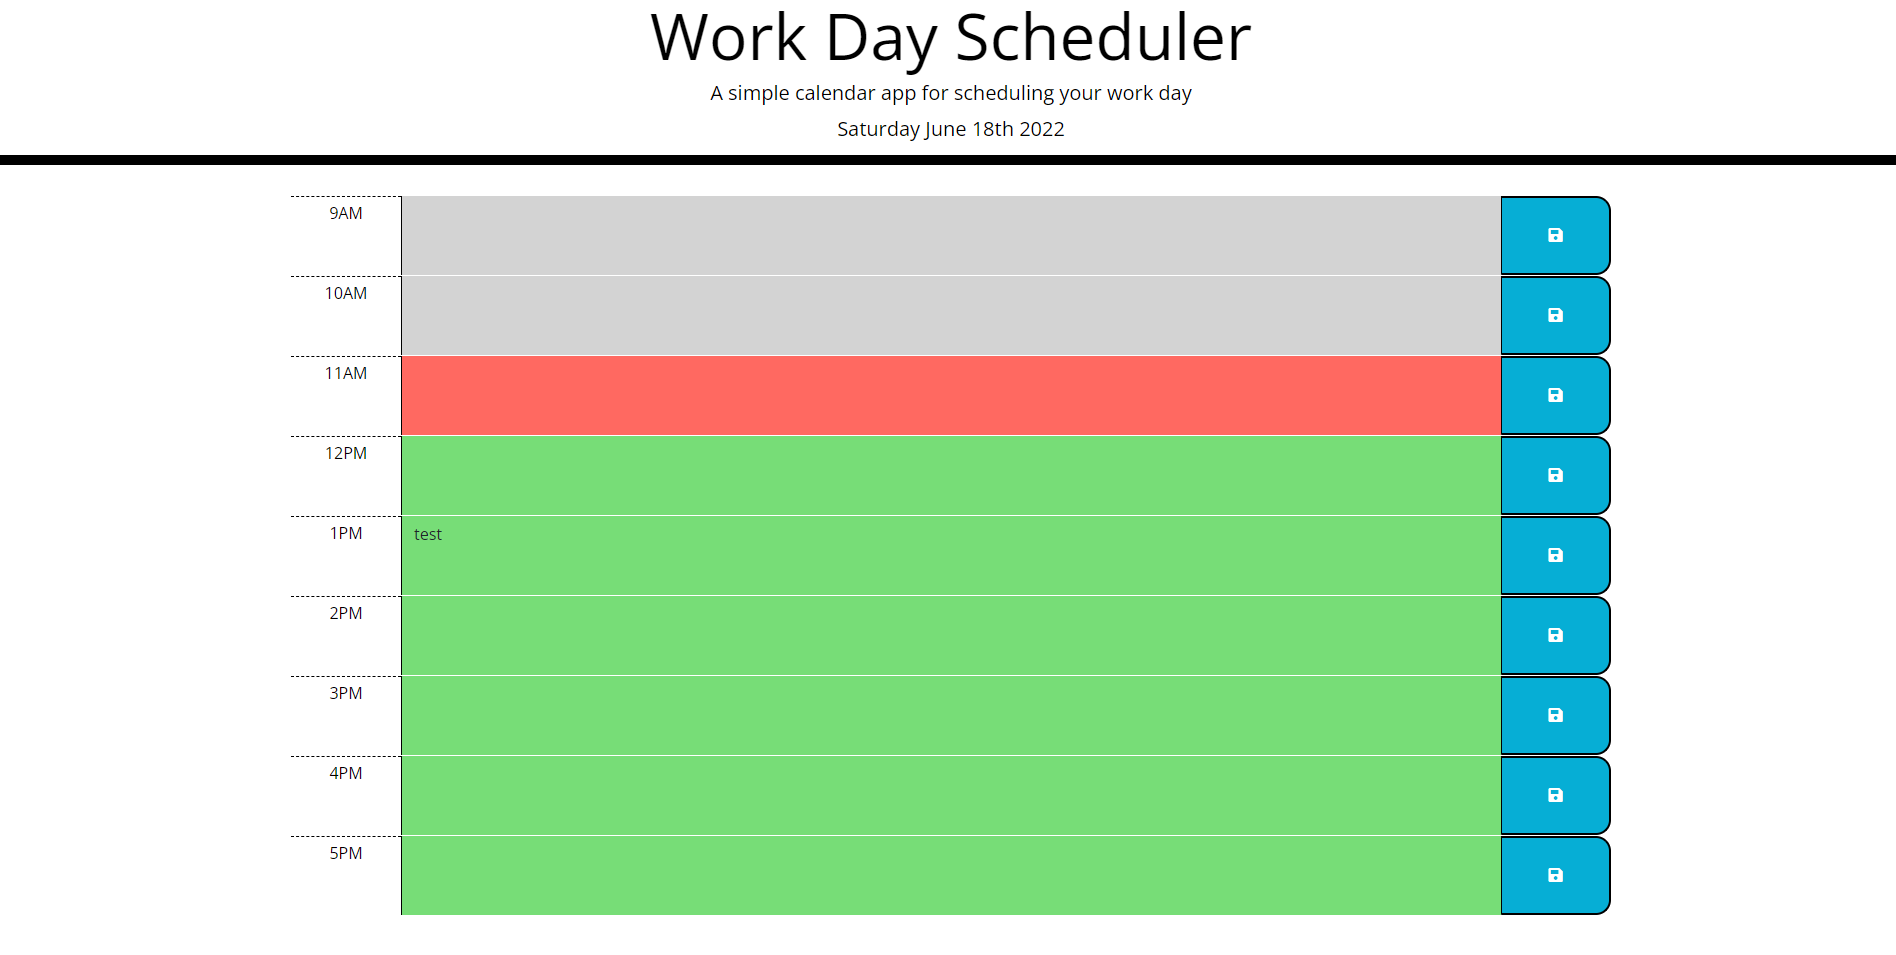 Work Day Scheduler
A simple calendar app for scheduling your work day
Saturday June 18th 2022
9AM
10AM
11AM
12PM
1PM test
2PM
3PM
4PM
5PM